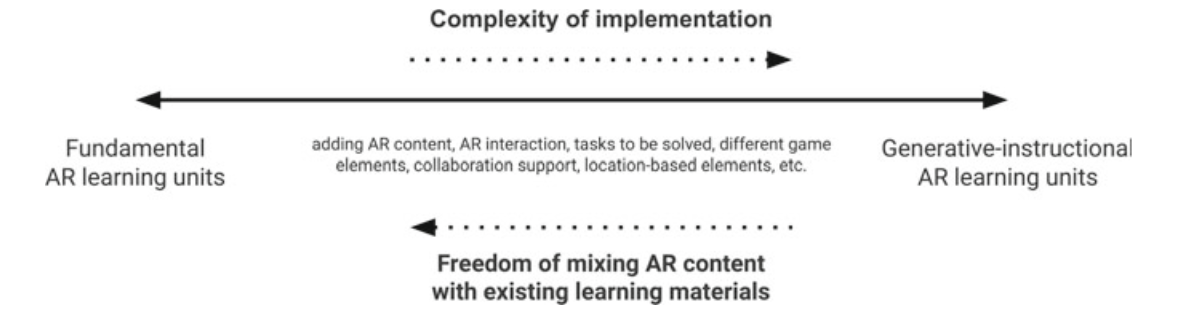 Complexity of implementation
Fundamental
AR learning units
adding AR content, AR interaction, tasks to be solved, different game
elements, collaboration support, location-based elements, etc.
Generative-instructional
AR learning units
Freedom of mixing AR content
with existing learning materials